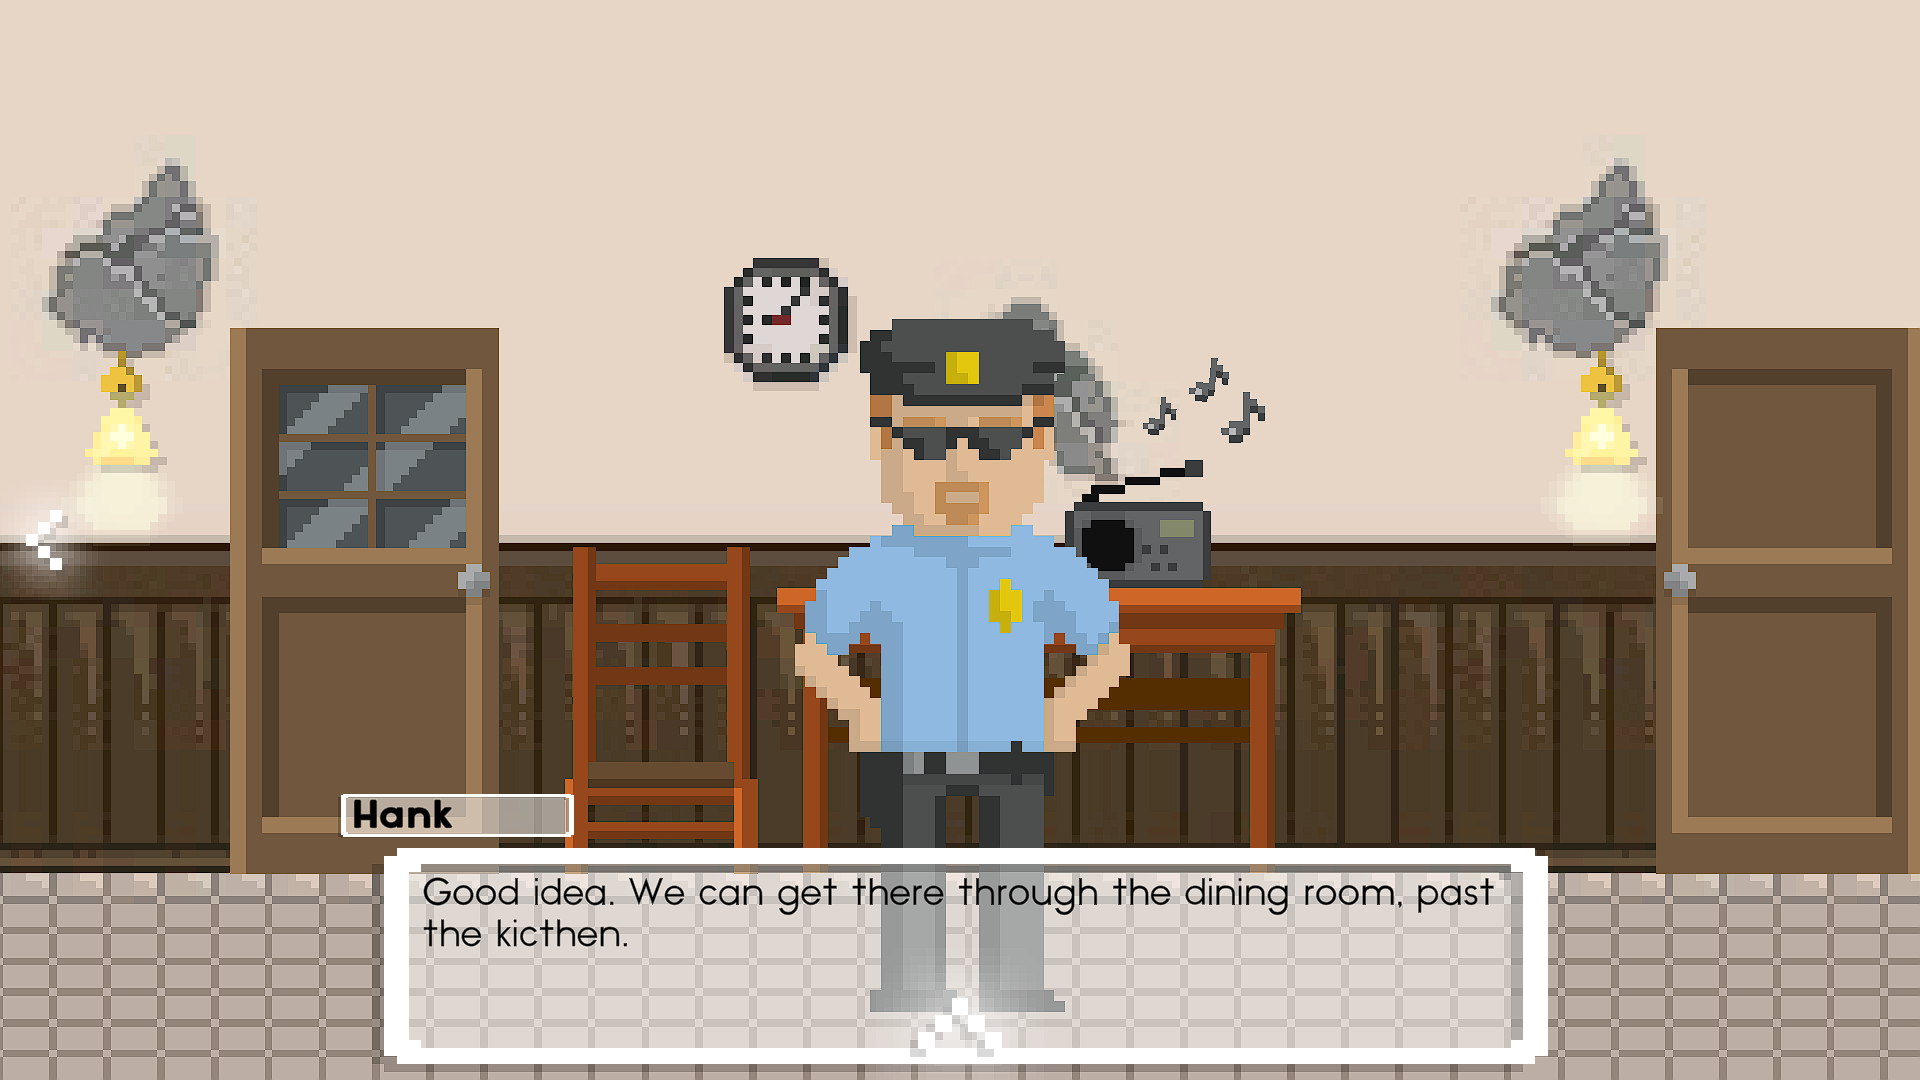 Hank
Good idea. We can get there through the dining room, past
the kicthen.